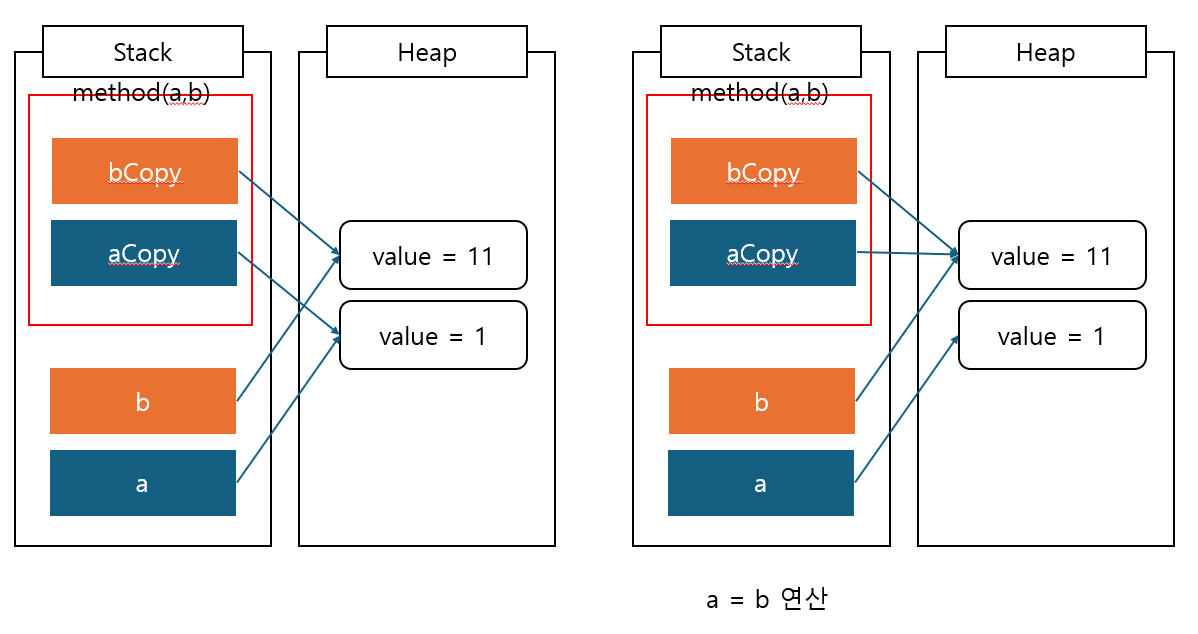 Stack
Heap
method(a,b)
bCopy
aCopy
value = 11
value = 1
b
a
Stack
Heap
method(a,b)
bCopy
aCopy
value = 11
value = 1
b
a
a = b 연산